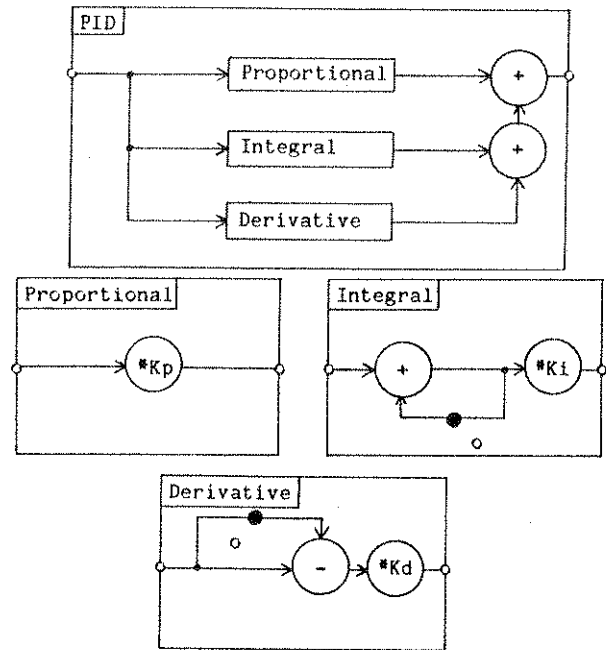 PID
Proportional
+
Integral
+
Derivative
Proportional
*Kp
Integral
+
*Ki
o
Derivative
o
-
*Kd